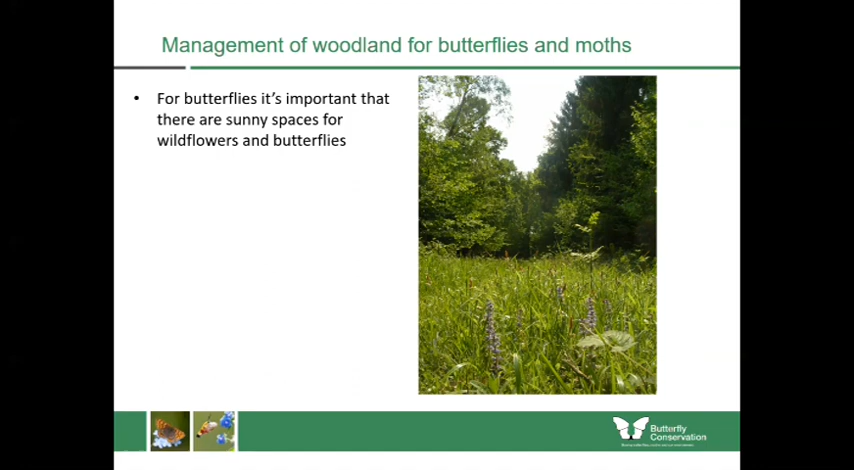 Management of woodland for butterflies and moths
• For butterflies it's important that
there are sunny spaces for
wildflowers and butterflies
Butterfly
Conservation